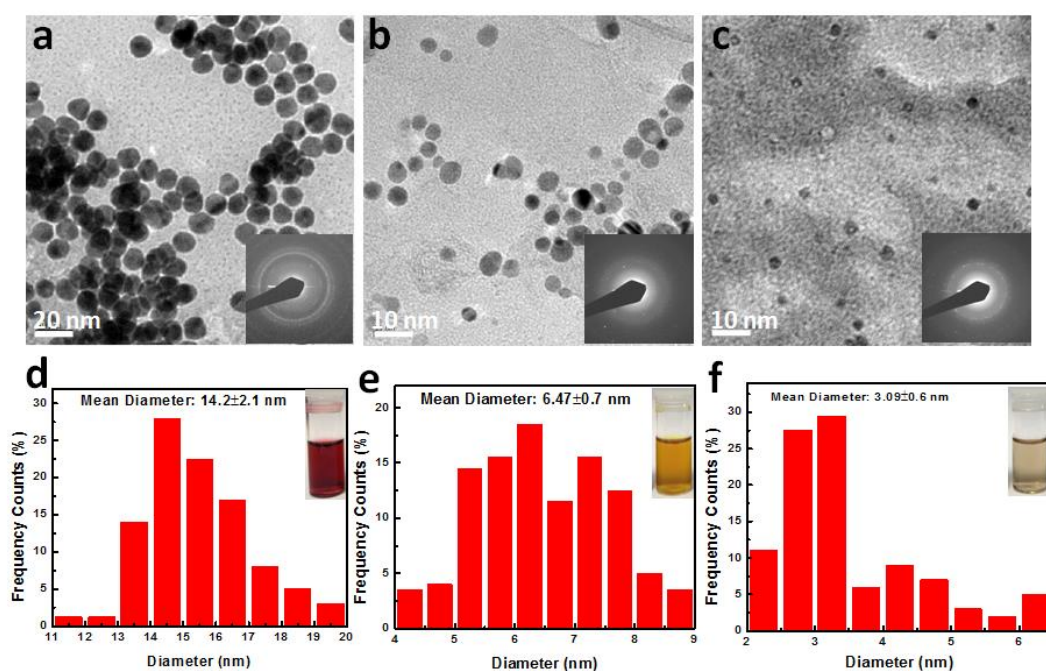 a
b
c
20 nm
10 nm
10 nm
d
e
f
Mean Diameter: 14.2±2.1 nm
Frequency Counts (%)
30
25
20
15
10
5
0
11 12 13 14 15 16 17 18 19 20
Diameter (nm)
Mean Diameter: 6.47±0.7 nm
Frequency Counts (%)
20
15
10
5
0
4 5 6 7 8 9
Diameter (nm)
Mean Diameter: 3.09±0.6 nm
Frequency Counts (%)
30
25
20
15
10
5
0
2 3 4 5 6
Diameter (nm)